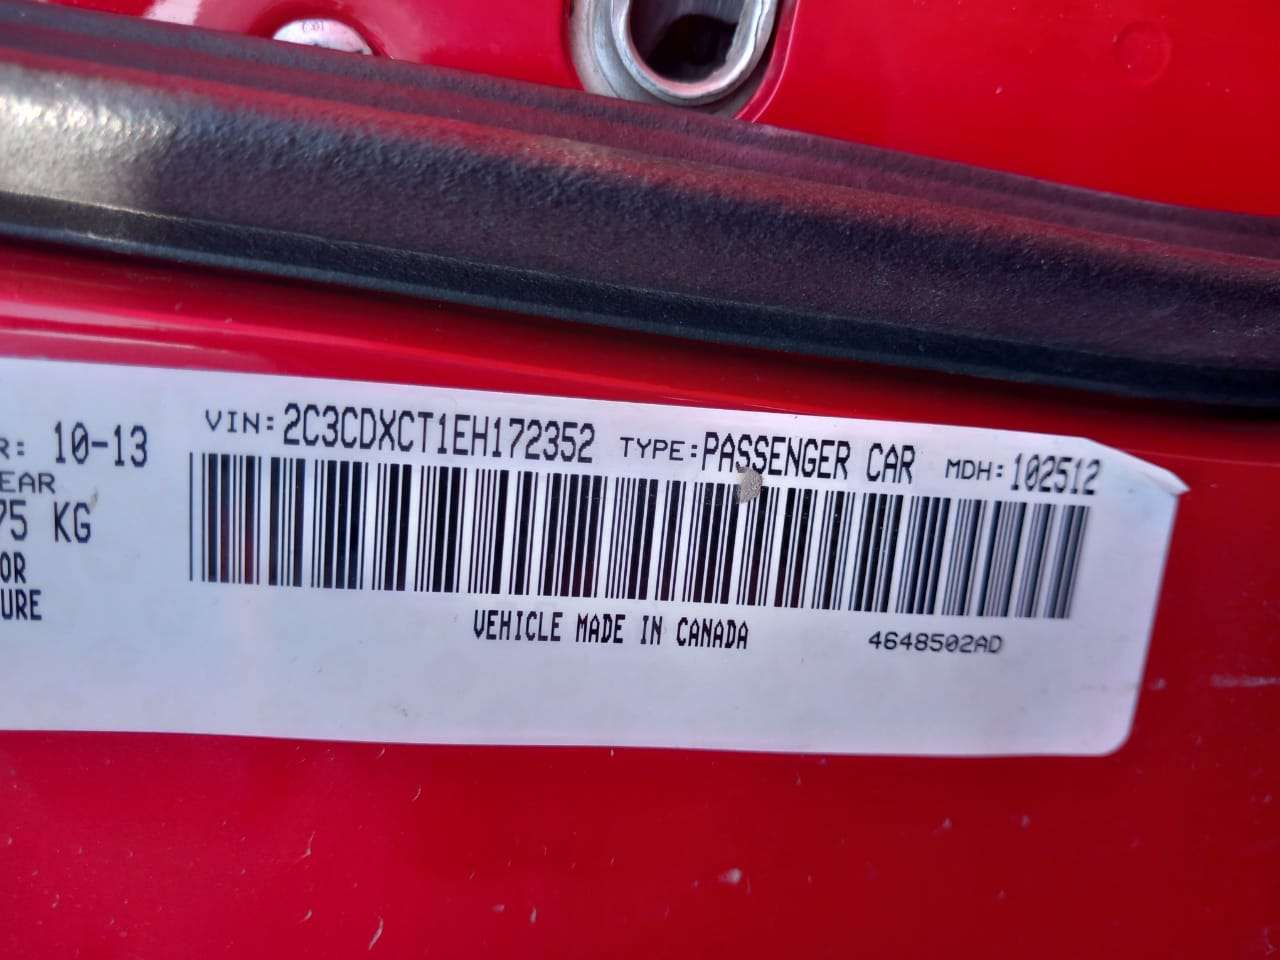 R: 10-13 VIN: 2C3CDXCT1EH172352 TYPE: PASSENGER CAR MDH: 102512
EAR
75 KG
OR
URE
VEHICLE MADE IN CANADA 4648502AD